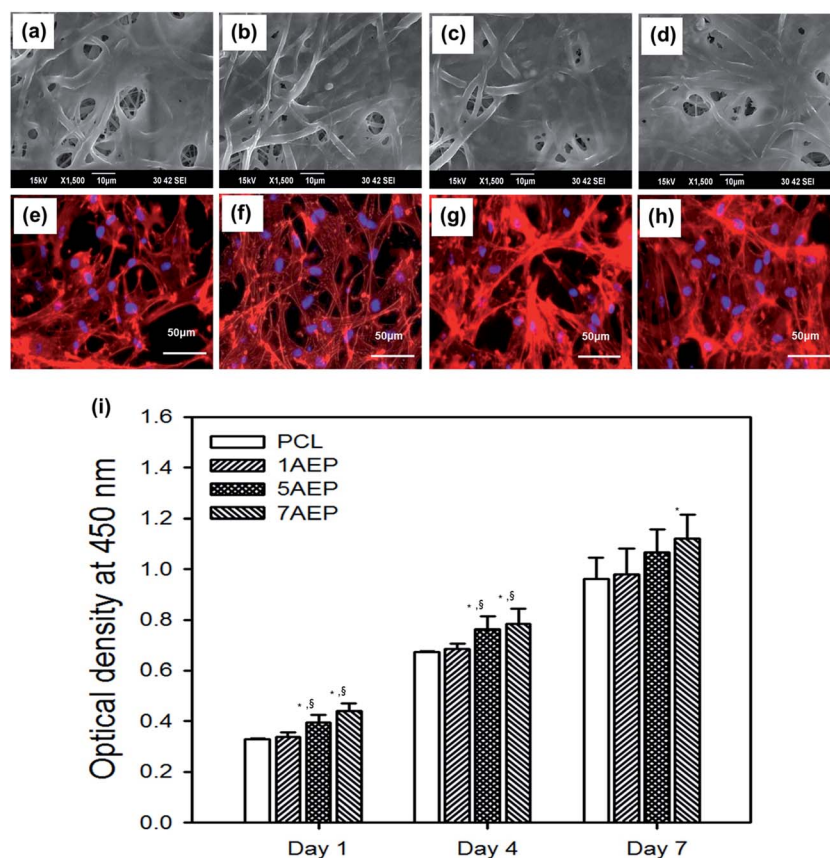 (a) (b) (c) (d)
15kV X1,500 10μm 30 42 SEI
15kV X1,500 10μm 30 42 SEI
15kV X1,500 10μm 30 42 SEI
15kV X1,500 10μm 30 42 SEI
(e) (f) (g) (h)
50μm 50μm 50μm 50μm
(i)
Optical density at 450 nm
1.6
1.4
1.2
1.0
0.8
0.6
0.4
0.2
0.0
PCL
1AEP
5AEP
7AEP
* ,§ * ,§
* ,§ * ,§
*
Day 1 Day 4 Day 7